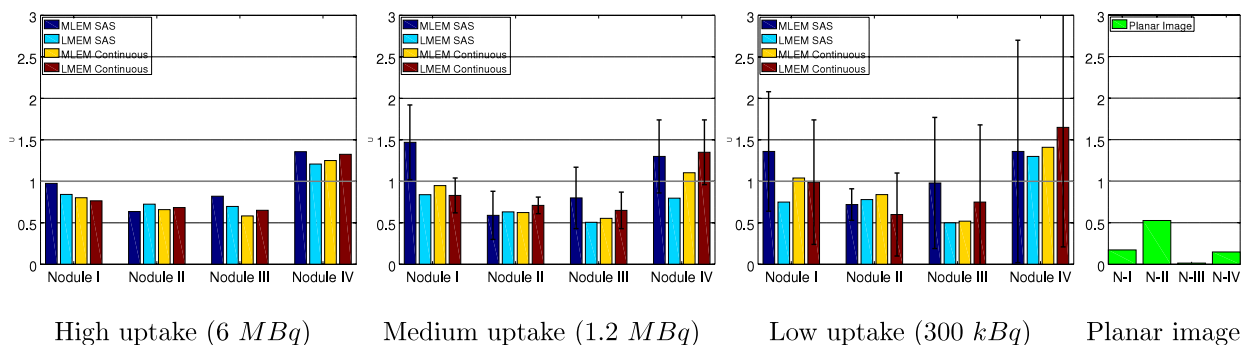 3
2.5
2
1.5
1
0.5
0
u
MLEM SAS
LMEM SAS
MLEM Continuous
LMEM Continuous
Nodule I
Nodule II
Nodule III
Nodule IV
High uptake (6 MBq)
3
2.5
2
1.5
1
0.5
0
u
MLEM SAS
LMEM SAS
MLEM Continuous
LMEM Continuous
Nodule I
Nodule II
Nodule III
Nodule IV
Medium uptake (1.2 MBq)
3
2.5
2
1.5
1
0.5
0
u
MLEM SAS
LMEM SAS
MLEM Continuous
LMEM Continuous
Nodule I
Nodule II
Nodule III
Nodule IV
Low uptake (300 kBq)
3
2.5
2
1.5
1
0.5
0
Planar Image
N-I
N-II
N-III
N-IV
Planar image